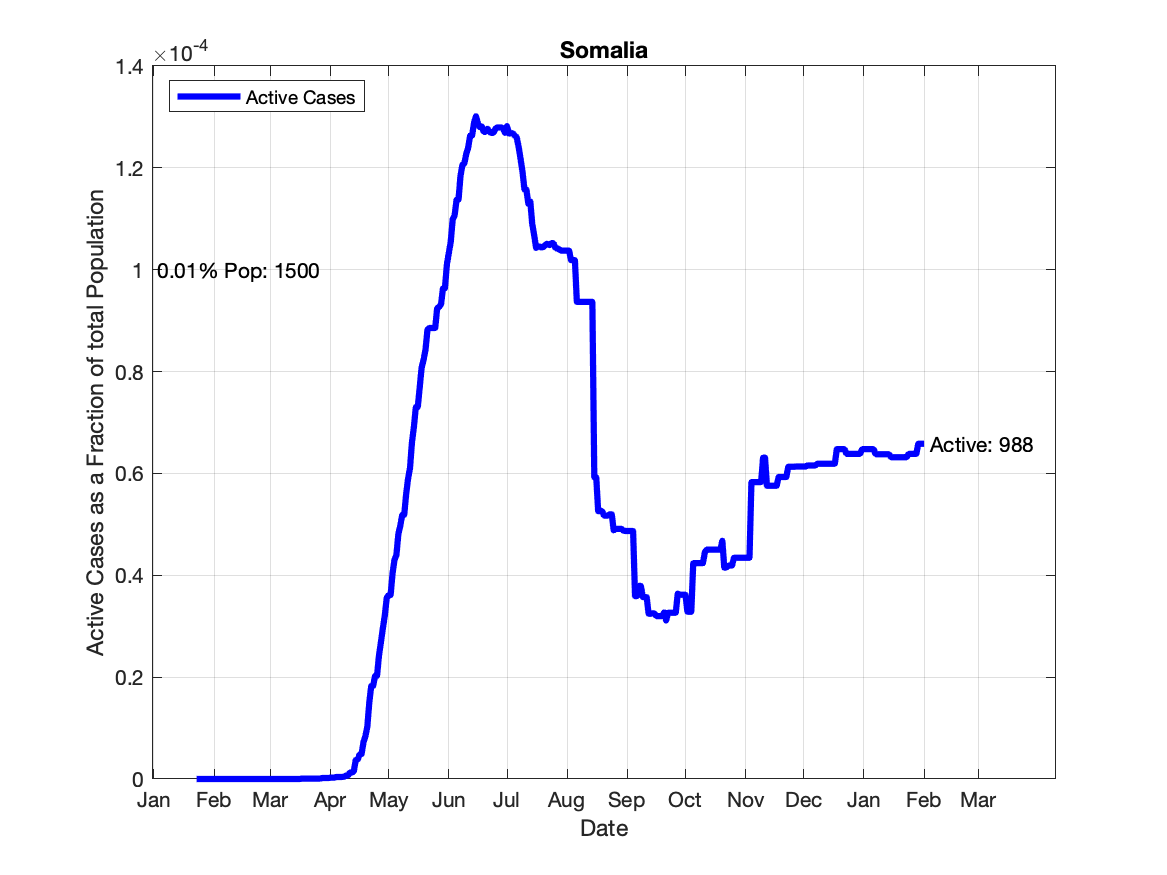 Somalia
×10-4
Active Cases
1.4
1.2
1
0.8
0.6
0.4
0.2
0
0.01% Pop: 1500
Active: 988
Active Cases as a Fraction of total Population
Jan Feb Mar Apr May Jun Jul Aug Sep Oct Nov Dec Jan Feb Mar
Date